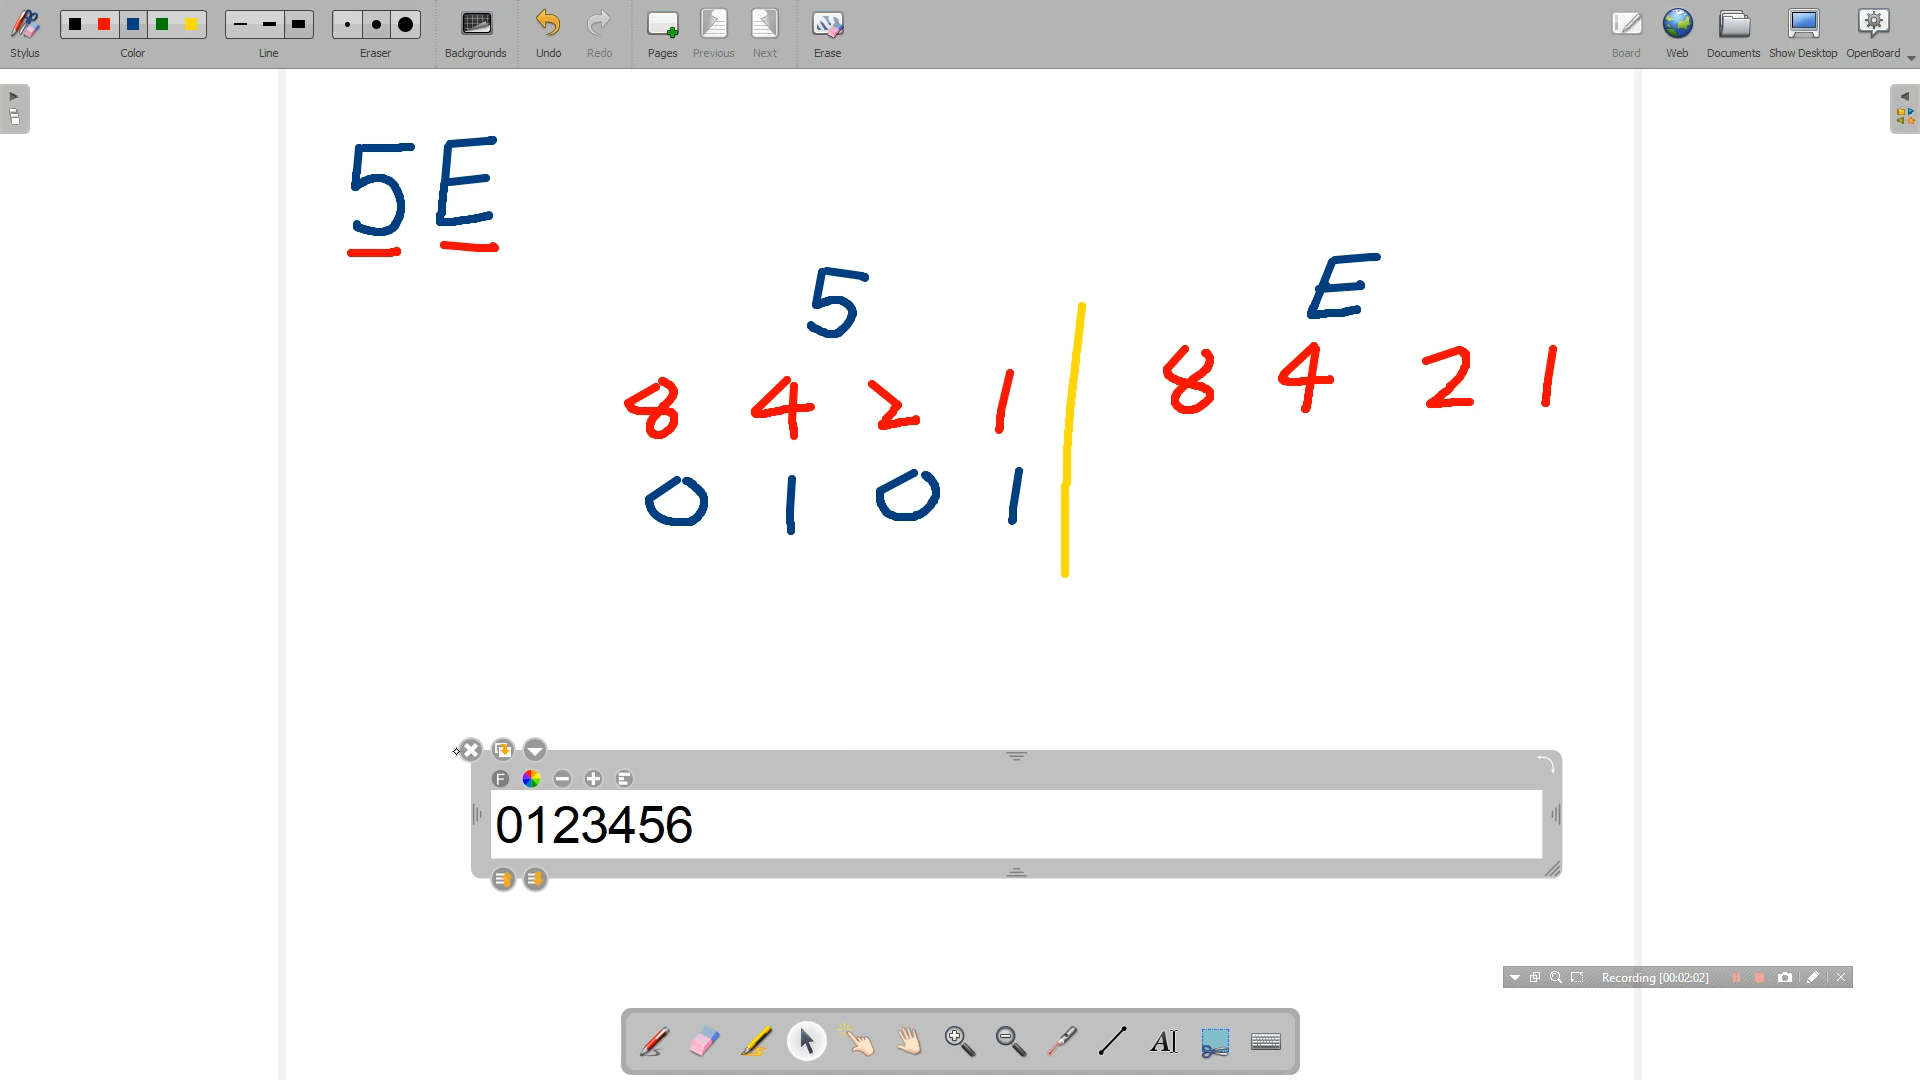 Stylus Color Line Eraser Backgrounds Undo Redo Pages Previous Next Erase Board Web Documents Show Desktop OpenBoard
5E
5 E
8 4 2 1 8 4 2 1
0 1 0 1
F
0123456
Recording [00:02:02]
AI